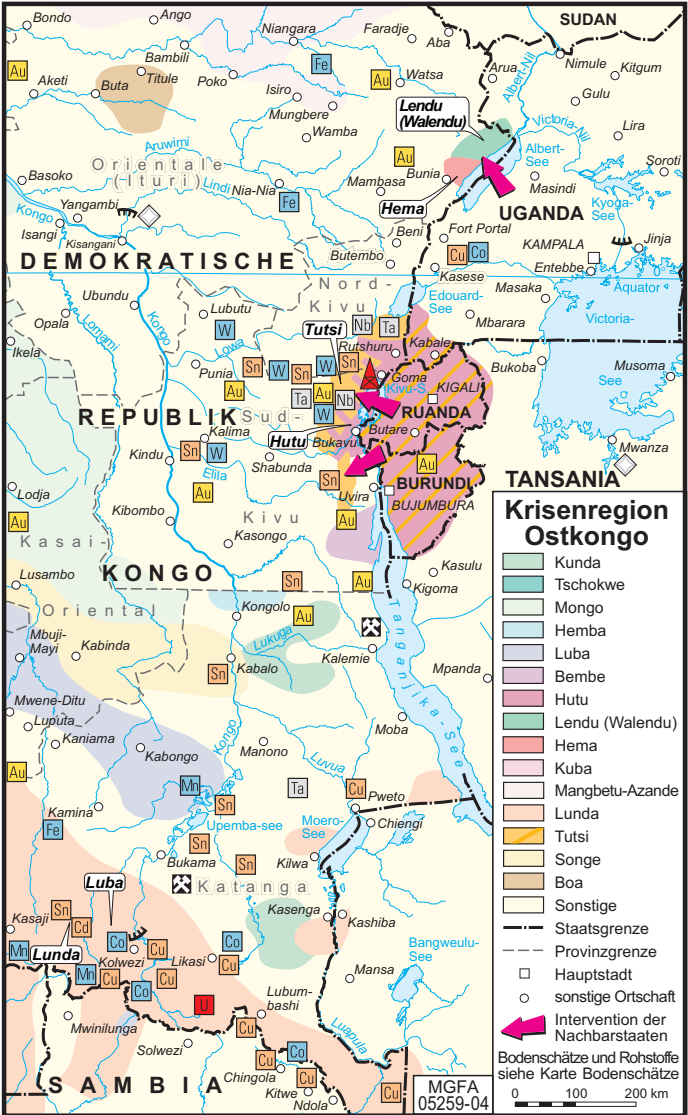 Bondo
Ango
SUDAN
Niangara
Faradje
Aba
Bambili
Fe
Albert-Nil
Nimule
Kitgum
Au
Titule
Poko
Au
Watsa
Arua
Aketi
Buta
Isiro
Lendu
(Walendu)
Gulu
Mungbere
Victoria-Nil
Wamba
Lira
Aruwimi
Au
Albert-
See
Orientale
(Ituri)
Bunia
Soroti
Basoko
Lindi
Nia-Nia
Mambasa
Masindi
Fe
Kyoga-
See
Kongo
Yangambi
Hema
UGANDA
Isangi
Kisangani
Beni
Fort Portal
KAMPALA
Jinja
DEMOKRATISCHE
Butembo
Cu
Co
Kasese
Entebbe
Nord-
Kivu
Edouard-
See
Masaka
Äquator
Ubundu
Kongo
Lubutu
Victoria-
Opala
Lomami
W
Tutsi
Nb
Ta
Mbarara
Ikela
Lowa
Rutshuru
Kabale
Punia
Sn
W
Sn
W
Sn
Bukoba
See
Musoma
Au
Ta
Au
Nb
Goma
Kivu-S.
KIGALI
REPUBLIK
Sud-
W
RUANDA
Kalima
Hutu
Bukavu
Butare
Mwanza
Kindu
Sn
W
Shabunda
Au
Elila
Sn
BURUNDI
TANSANIA
Lodja
Au
Uvira
BUJUMBURA
Kibombo
Kivu
Au
Au
Kasai-
Kasongo
Kasulu
KONGO
Sn
Au
Lusambo
Kigoma
Oriental
Kongolo
Au
Tanganjika-See
Mbuji-
Mayi
Kabinda
Lukuga
Kalemie
Kabalo
Sn
Mpanda
Mwene-Ditu
Luputa
Kongo
Moba
Kaniama
Manono
Kabongo
Luvua
Au
Mn
Ta
Cu
Sn
Pweto
Kamina
Moero-
See
Chiengi
Fe
Upemba-see
Sn
Bukama
Sn
Kilwa
Luba
Katanga
Kasenga
Kashiba
Kasaji
Sn
Cd
Co
Cu
Co
Bangweulu-
See
Mn
Lunda
Kolwezi
Likasi
Mn
Cu
Cu
Cu
Mansa
Co
U
Lubum-
bashi
Mwinilunga
Cu
Luapula
Solwezi
Cu
Co
SAMBIA
Chingola
Cu
Kitwe
Cu
Ndola
Krisenregion
Ostkongo
Kunda
Tschokwe
Mongo
Hemba
Luba
Bembe
Hutu
Lendu (Walendu)
Hema
Kuba
Mangbetu-Azande
Lunda
Tutsi
Songe
Boa
Sonstige
Staatsgrenze
Provinzgrenze
Hauptstadt
sonstige Ortschaft
Intervention der
Nachbarstaaten
Bodenschätze und Rohstoffe
siehe Karte Bodenschätze
0 100 200 km
MGFA
05259-04